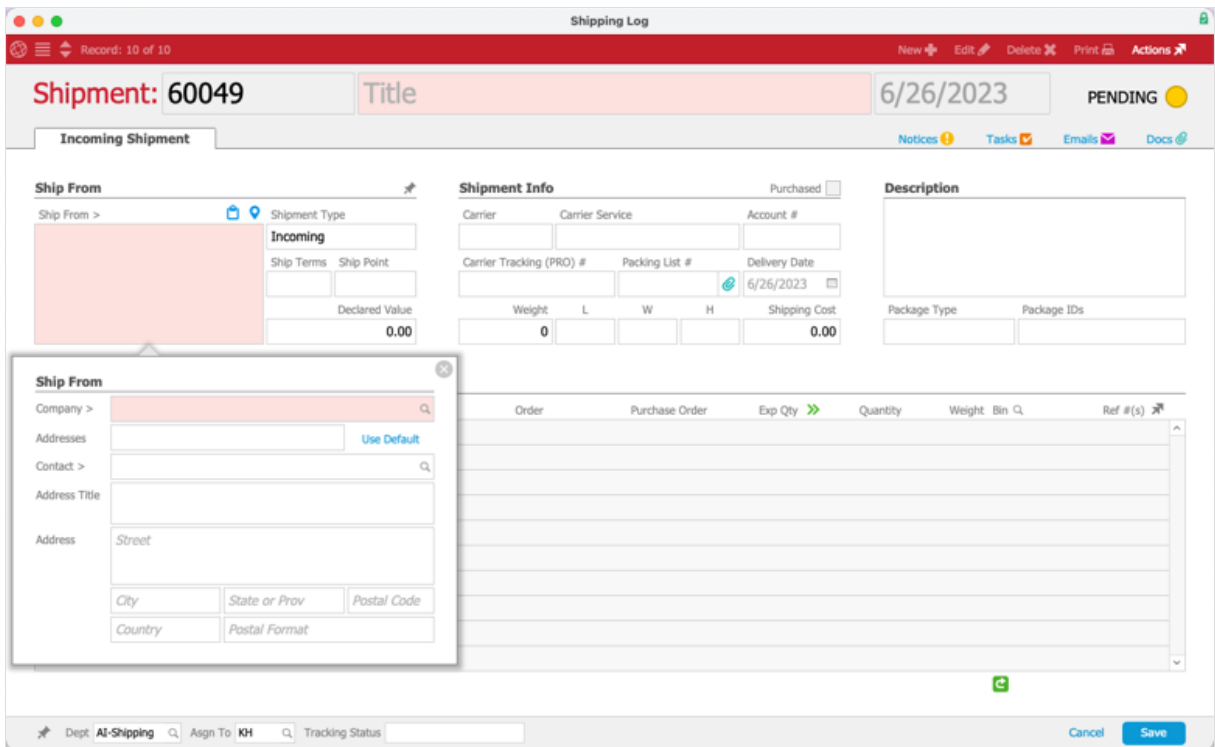 Shipping Log
Record: 10 of 10 New Edit Delete Print Actions
Shipment: 60049 Title 6/26/2023 PENDING
Incoming Shipment Notices Tasks Emails Docs
Ship From Shipment Info Purchased Description
Ship From > Shipment Type Carrier Carrier Service Account #
Incoming
Ship Terms Ship Point Carrier Tracking (PRO) # Packing List # Delivery Date
6/26/2023
Declared Value Weight L W H Shipping Cost Package Type Package IDs
0.00 0 0.00
Ship From
Company > Order Purchase Order Exp Qty Quantity Weight Bin Ref #(s)
Addresses Use Default
Contact >
Address Title
Address Street
City State or Prov Postal Code
Country Postal Format
Dept AI-Shipping Asgn To KH Tracking Status Cancel Save